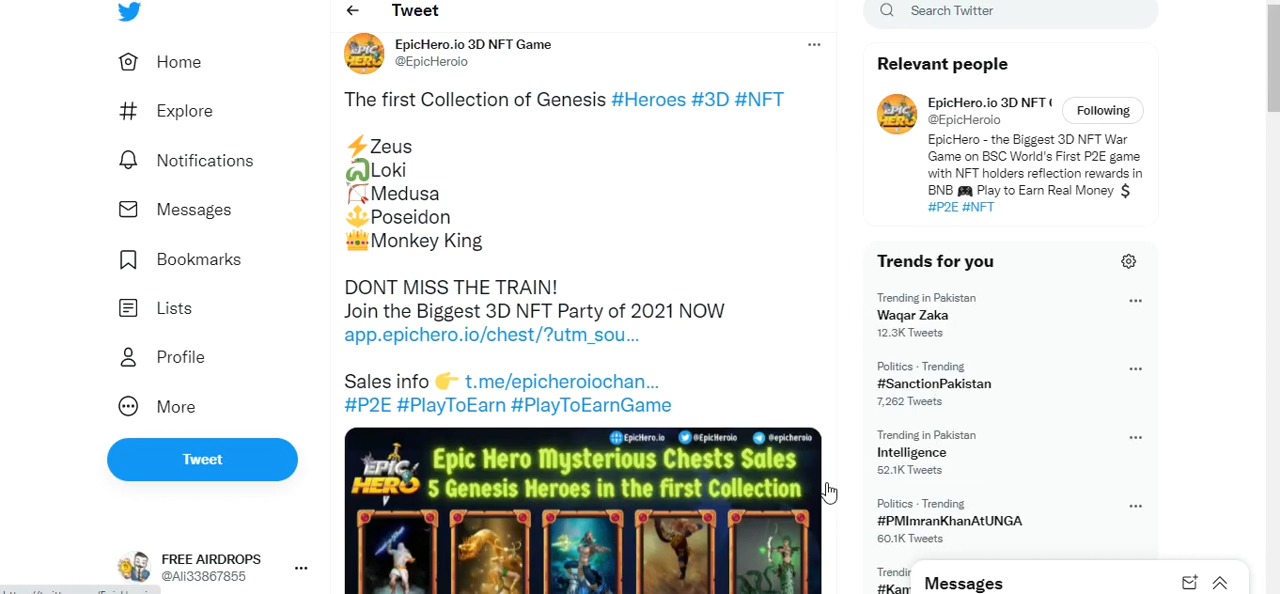 Home
Explore
Notifications
Messages
Bookmarks
Lists
Profile
More
Tweet
FREE AIRDROPS
@Ali33867855
Tweet
EpicHero.io 3D NFT Game
@EpicHeroio
The first Collection of Genesis #Heroes #3D #NFT
⚡Zeus
Loki
Medusa
🔱Poseidon
👑Monkey King
DONT MISS THE TRAIN!
Join the Biggest 3D NFT Party of 2021 NOW
app.epichero.io/chest/?utm_sou...
Sales info 👉 t.me/epicheroiochan...
#P2E #PlayToEarn #PlayToEarnGame
EpicHero.io @EpicHeroio @epicheroio
EPIC HERO
Epic Hero Mysterious Chests Sales
5 Genesis Heroes in the first Collection
Search Twitter
Relevant people
EpicHero.io 3D NFT
Following
@EpicHeroio
EpicHero - the Biggest 3D NFT War
Game on BSC World's First P2E game
with NFT holders reflection rewards in
BNB 🎮 Play to Earn Real Money $
#P2E #NFT
Trends for you
Trending in Pakistan
Waqar Zaka
12.3K Tweets
Politics · Trending
#SanctionPakistan
7,262 Tweets
Trending in Pakistan
Intelligence
52.1K Tweets
Politics · Trending
#PMImranKhanAtUNGA
60.1K Tweets
Messages